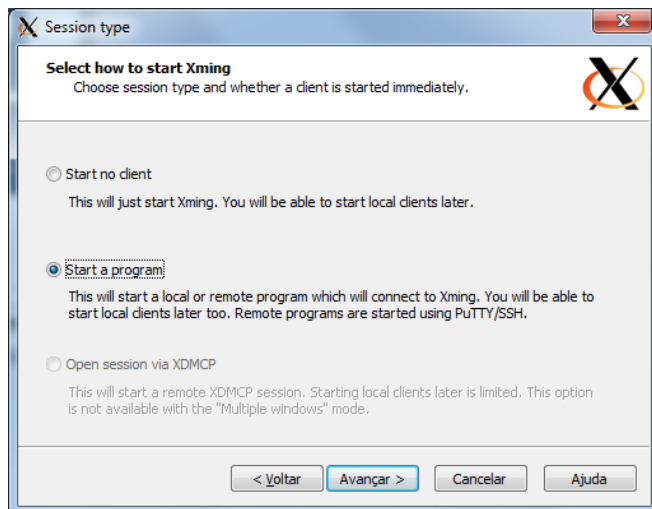 Session type
Select how to start Xming
Choose session type and whether a client is started immediately.
Start no client
This will just start Xming. You will be able to start local clients later.
Start a program
This will start a local or remote program which will connect to Xming. You will be able to
start local clients later too. Remote programs are started using PuTTY/SSH.
Open session via XDMCP
This will start a remote XDMCP session. Starting local clients later is limited. This option
is not available with the "Multiple windows" mode.
< Voltar
Avançar >
Cancelar
Ajuda